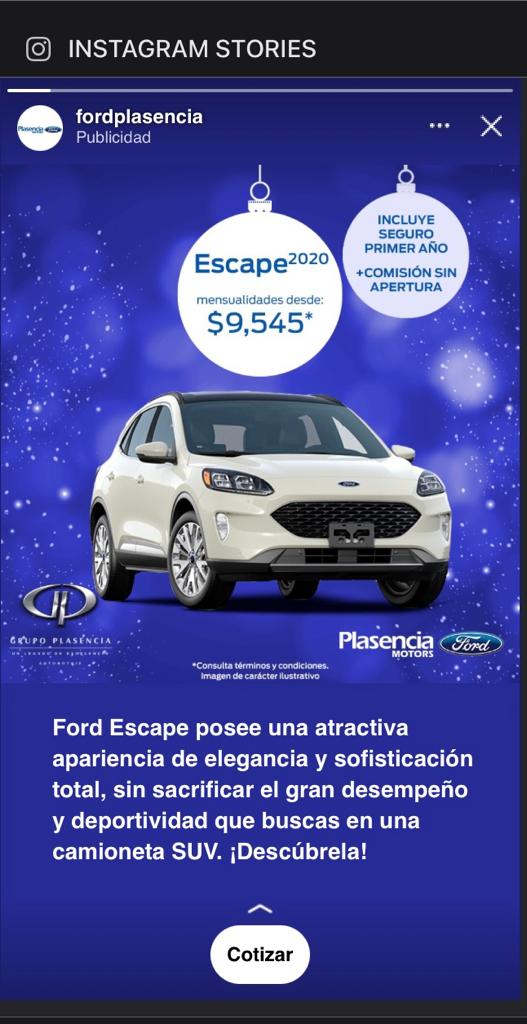 INSTAGRAM STORIES
fordplasencia
Publicidad
Escape2020
mensualidades desde:
$9,545*
INCLUYE
SEGURO
PRIMER AÑO
+COMISIÓN SIN
APERTURA
GRUPO PLASENCIA
Plasencia
MOTORS
Ford
*Consulta términos y condiciones.
Imagen de carácter ilustrativo
Ford Escape posee una atractiva
apariencia de elegancia y sofisticación
total, sin sacrificar el gran desempeño
y deportividad que buscas en una
camioneta SUV. ¡Descúbrela!
Cotizar